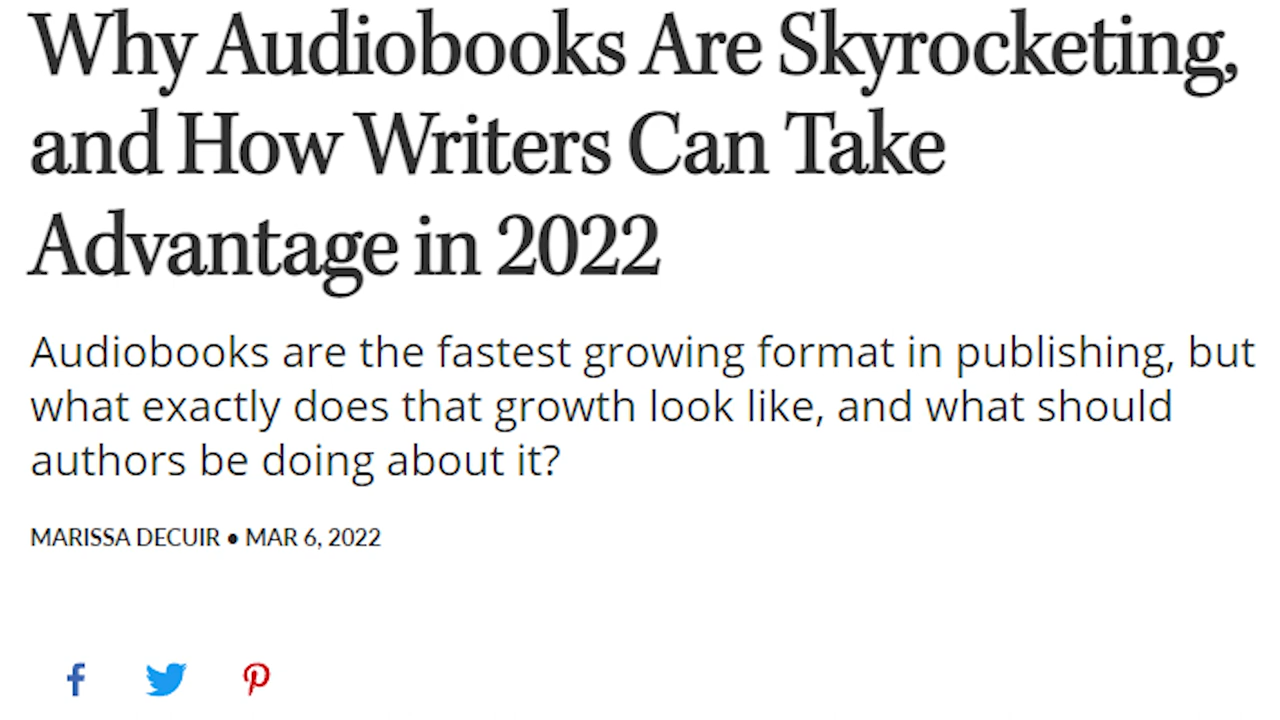 Why Audiobooks Are Skyrocketing,
and How Writers Can Take
Advantage in 2022
Audiobooks are the fastest growing format in publishing, but
what exactly does that growth look like, and what should
authors be doing about it?
MARISSA DECUIR • MAR 6, 2022